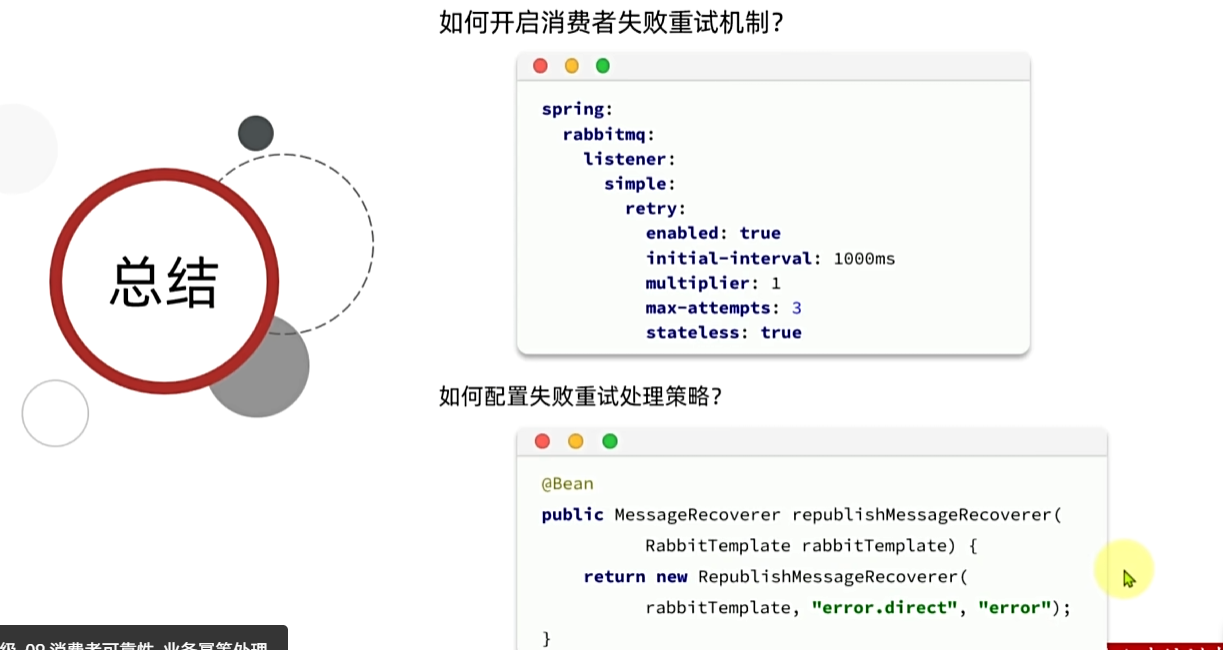 如何开启消费者失败重试机制?
总结
spring:
rabbitmq:
listener:
simple:
retry:
enabled: true
initial-interval: 1000ms
multiplier: 1
max-attempts: 3
stateless: true
如何配置失败重试处理策略?
@Bean
public MessageRecoverer republishMessageRecoverer(
RabbitTemplate rabbitTemplate) {
return new RepublishMessageRecoverer(
rabbitTemplate, "error.direct", "error");
}
级-09.消费者可靠性-业务幂等处理